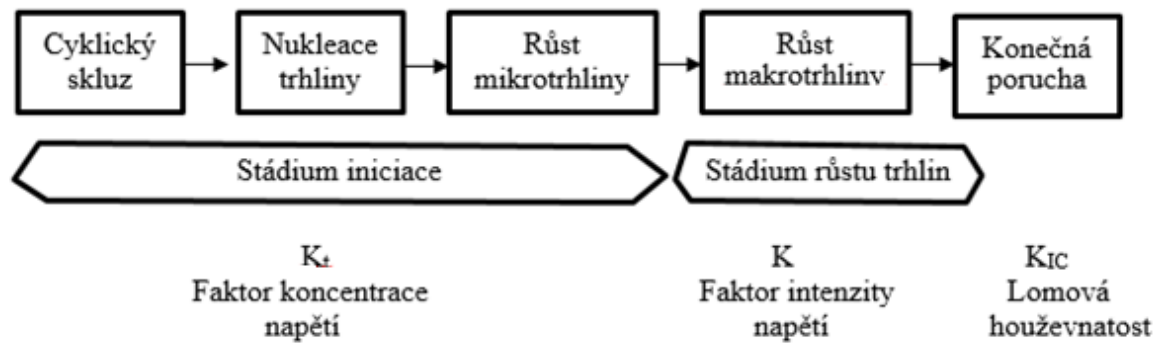 Cyklický
skluz
Nukleace
trhliny
Růst
mikrotrhliny
Růst
makrotrhlinv
Konečná
porucha
Stádium iniciace
Stádium růstu trhlin
Kt
Faktor koncentrace
napětí
K
Faktor intenzity
napětí
KIC
Lomová
houževnatost